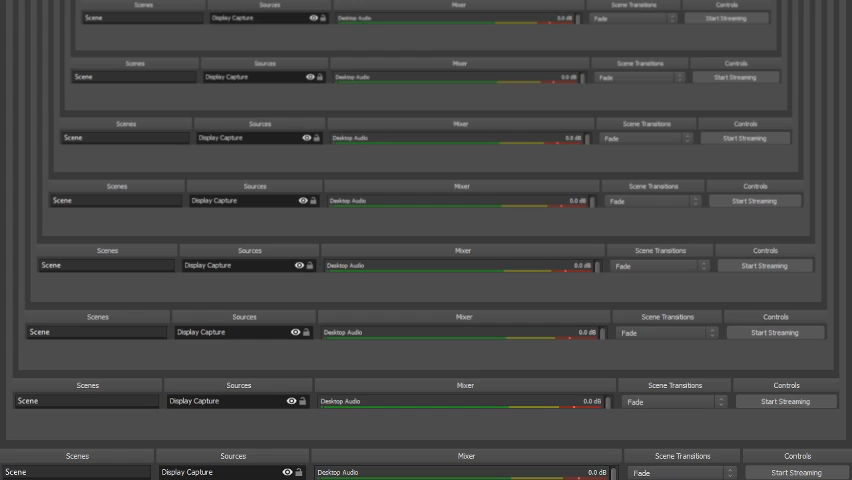 Scenes Sources Mixer Scene Transitions Controls
Scene Display Capture Desktop Audio 0.0 dB Fade Start Streaming
Scenes Sources Mixer Scene Transitions Controls
Scene Display Capture Desktop Audio 0.0 dB Fade Start Streaming
Scenes Sources Mixer Scene Transitions Controls
Scene Display Capture Desktop Audio 0.0 dB Fade Start Streaming
Scenes Sources Mixer Scene Transitions Controls
Scene Display Capture Desktop Audio 0.0 dB Fade Start Streaming
Scenes Sources Mixer Scene Transitions Controls
Scene Display Capture Desktop Audio 0.0 dB Fade Start Streaming
Scenes Sources Mixer Scene Transitions Controls
Scene Display Capture Desktop Audio 0.0 dB Fade Start Streaming
Scenes Sources Mixer Scene Transitions Controls
Scene Display Capture Desktop Audio 0.0 dB Fade Start Streaming
Scenes Sources Mixer Scene Transitions Controls
Scene Display Capture Desktop Audio 0.0 dB Fade Start Streaming